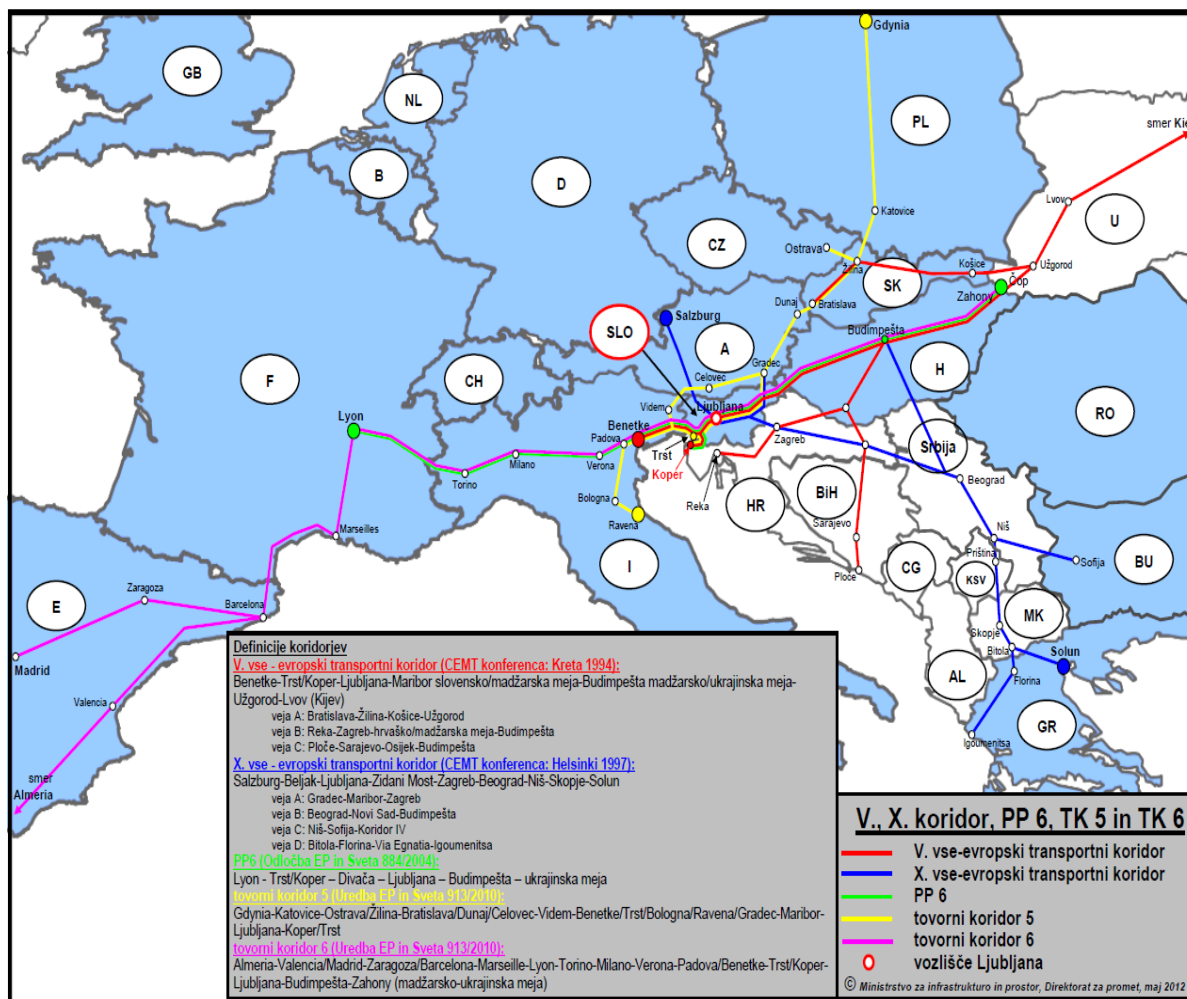 Gdynia
GB
NL
PL
smer Kie
B
D
Lvov
Katovice
U
CZ
Ostrava
Žilna
Košice
Užgorod
SK
Čop
Zahony
Dunaj
Bratislava
Salzburg
SLO
Budimpešta
A
Gradec
F
CH
Celovec
H
RO
Lyon
Videm
Ljubljana
Benetke
Padova
Trst
Zagreb
Milano
Verona
Koper
Srbija
Torino
Reka
Beograd
Bologna
HR
BiH
Ravena
Sarajevo
Marseilles
Niš
Priština
Sofija
BU
I
Ploče
CG
KSV
E
Zaragoza
Barcelona
MK
Skopje
Bitola
Solun
Madrid
AL
Florina
Valencia
GR
Igoumenitsa
smer
Almeria
Definicije koridorjev
V. vse - evropski transportni koridor (CEMT konferenca: Kreta 1994):
Benetke-Trst/Koper-Ljubljana-Maribor slovensko/madžarska meja-Budimpešta madžarsko/ukrajinska meja-
Užgorod-Lvov (Kijev)
veja A: Bratislava-Žilina-Košice-Užgorod
veja B: Reka-Zagreb-hrvaško/madžarska meja-Budimpešta
veja C: Ploče-Sarajevo-Osijek-Budimpešta
X. vse - evropski transportni koridor (CEMT konferenca: Helsinki 1997):
Salzburg-Beljak-Ljubljana-Zidani Most-Zagreb-Beograd-Niš-Skopje-Solun
veja A: Gradec-Maribor-Zagreb
veja B: Beograd-Novi Sad-Budimpešta
veja C: Niš-Sofija-Koridor IV
veja D: Bitola-Florina-Via Egnatia-Igoumenitsa
PP6 (Odločba EP in Sveta 884/2004):
Lyon - Trst/Koper – Divača – Ljubljana – Budimpešta – ukrajinska meja
tovorni koridor 5 (Uredba EP in Sveta 913/2010):
Gdynia-Katovice-Ostrava/Žilina-Bratislava/Dunaj/Celovec-Videm-Benetke/Trst/Bologna/Ravena/Gradec-Maribor-
Ljubljana-Koper/Trst
tovorni koridor 6 (Uredba EP in Sveta 913/2010):
Almeria-Valencia/Madrid-Zaragoza/Barcelona-Marseille-Lyon-Torino-Milano-Verona-Padova/Benetke-Trst/Koper-
Ljubljana-Budimpešta-Zahony (madžarsko-ukrajinska meja)
V., X. koridor, PP 6, TK 5 in TK 6
V. vse-evropski transportni koridor
X. vse-evropski transportni koridor
PP 6
tovorni koridor 5
tovorni koridor 6
vozlišče Ljubljana
© Ministrstvo za infrastrukturo in prostor, Direktorat za promet, maj 2012